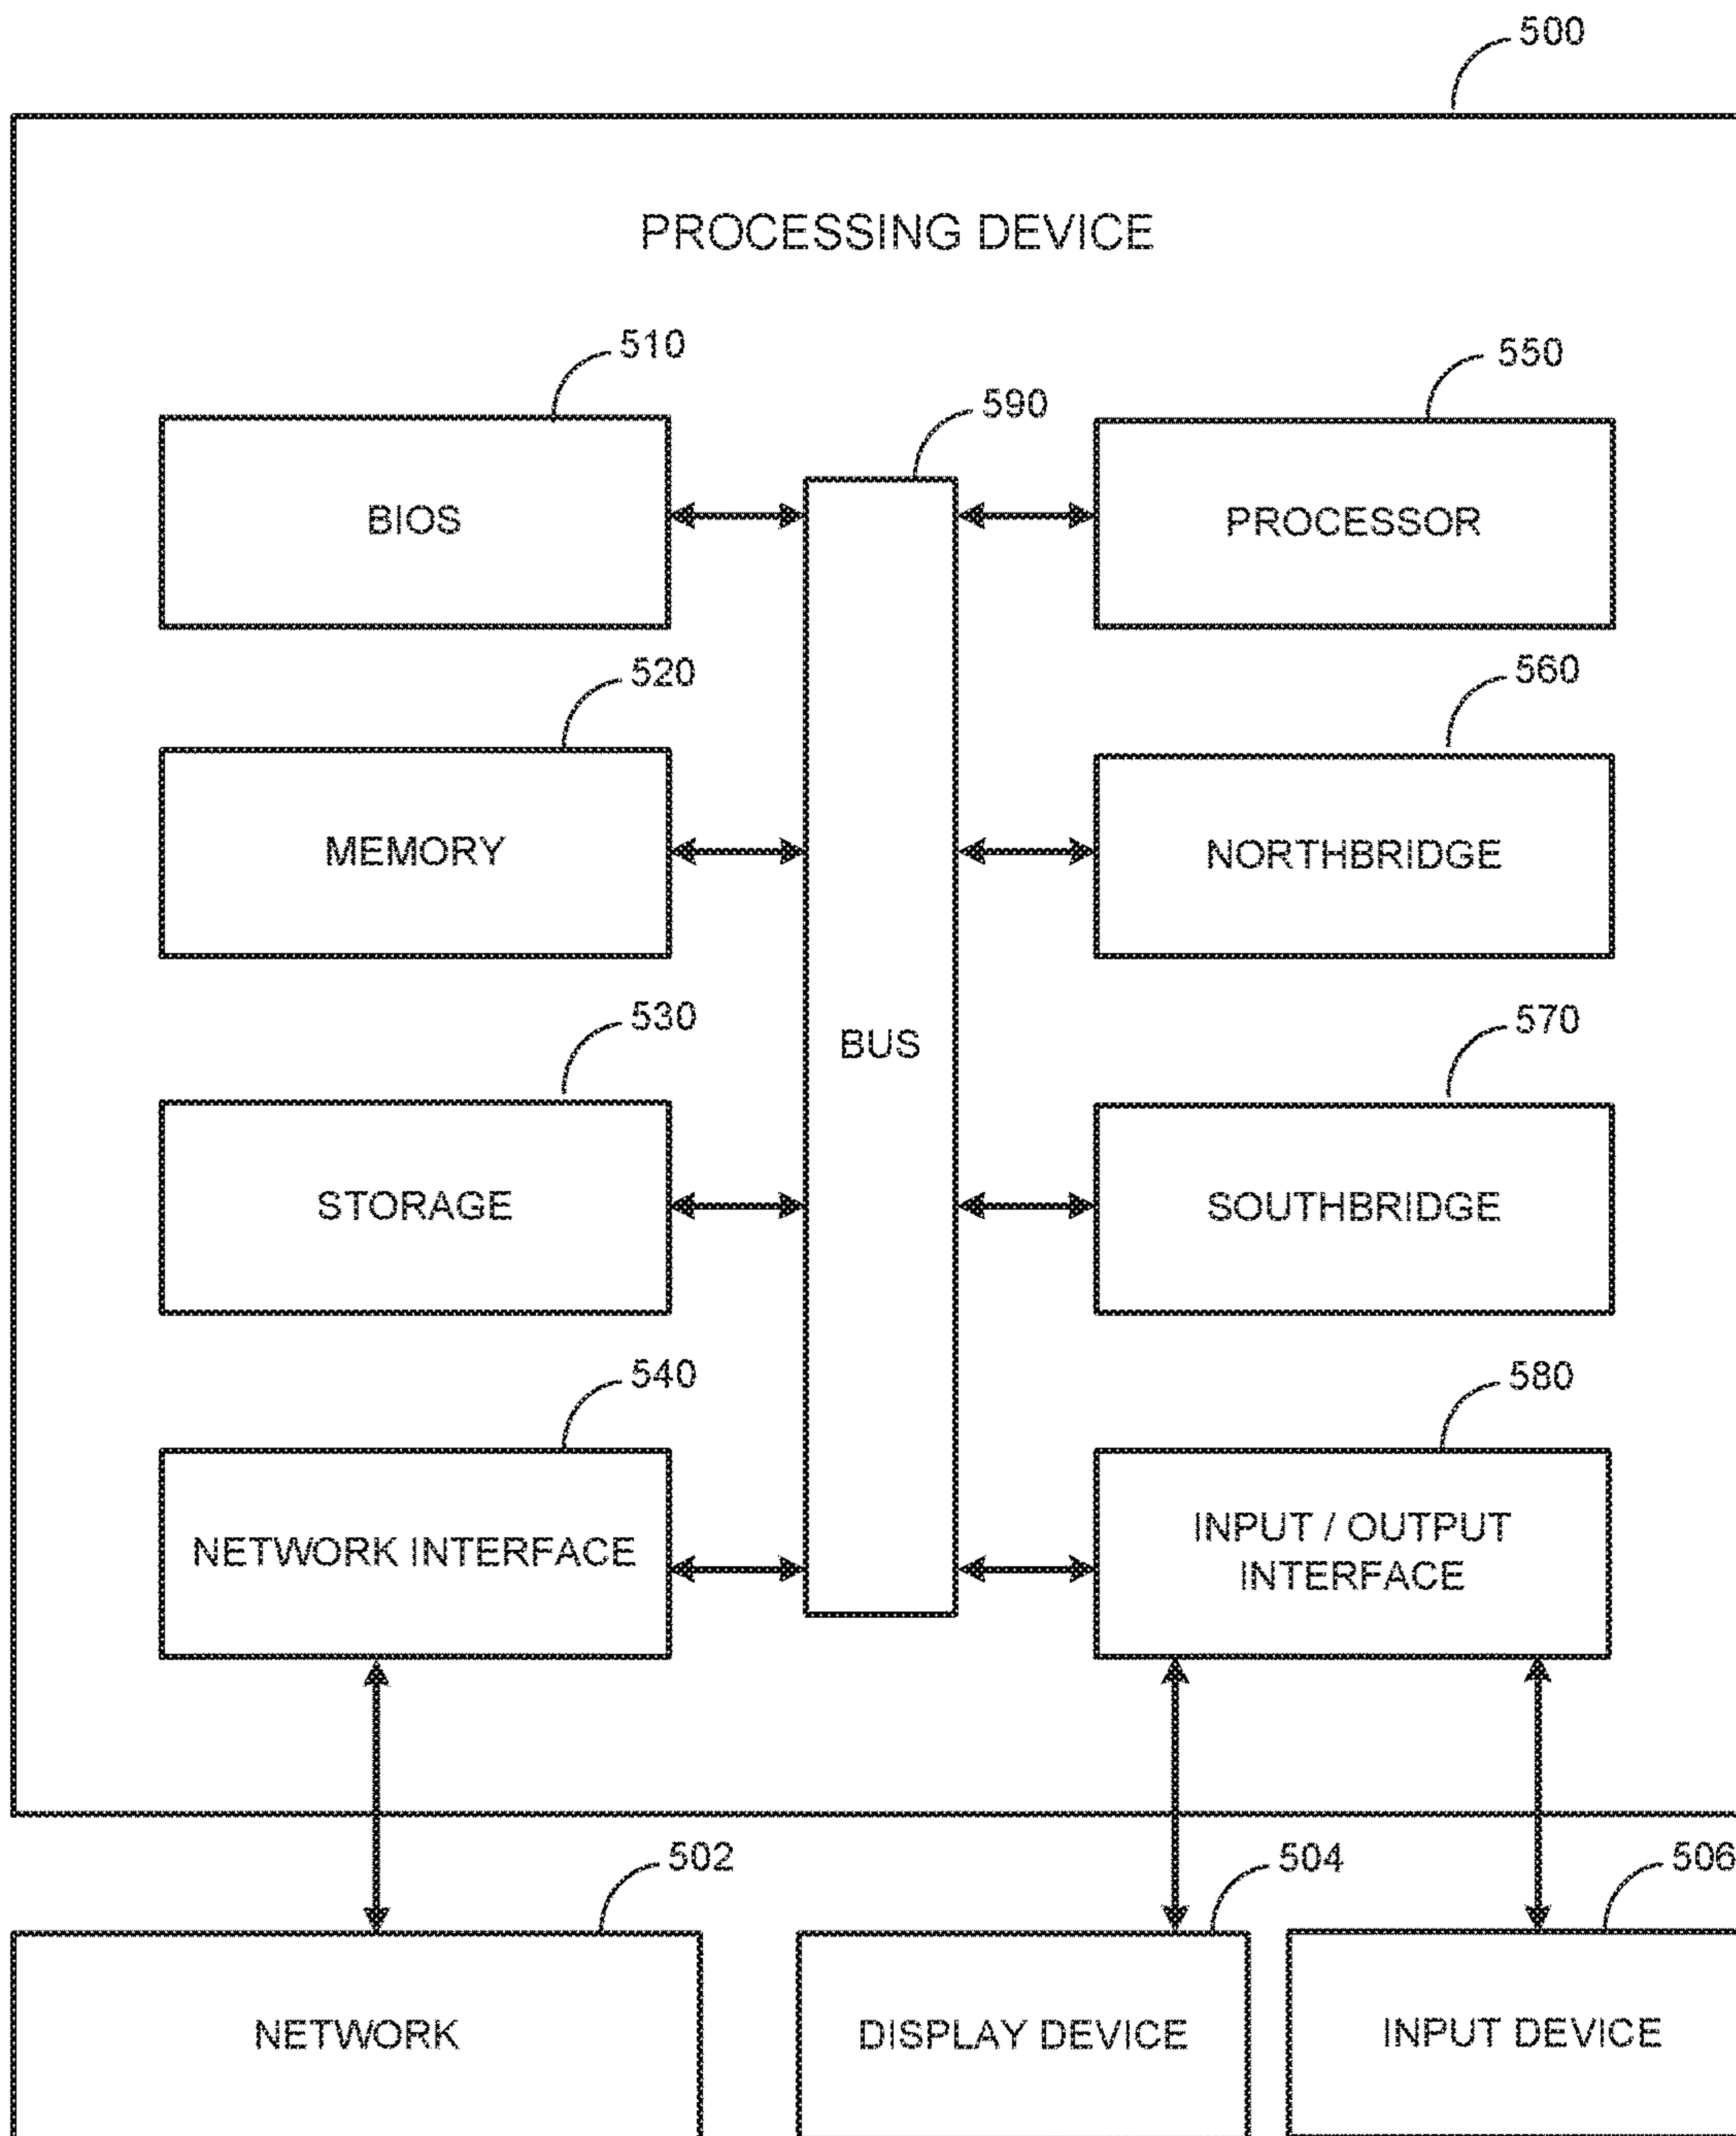 500
PROCESSING DEVICE
510
550
590
BIOS
PROCESSOR
520
560
MEMORY
NORTHBRIDGE
530
570
BUS
STORAGE
SOUTHBRIDGE
540
580
NETWORK INTERFACE
INPUT / OUTPUT
INTERFACE
502
504
506
NETWORK
DISPLAY DEVICE
INPUT DEVICE